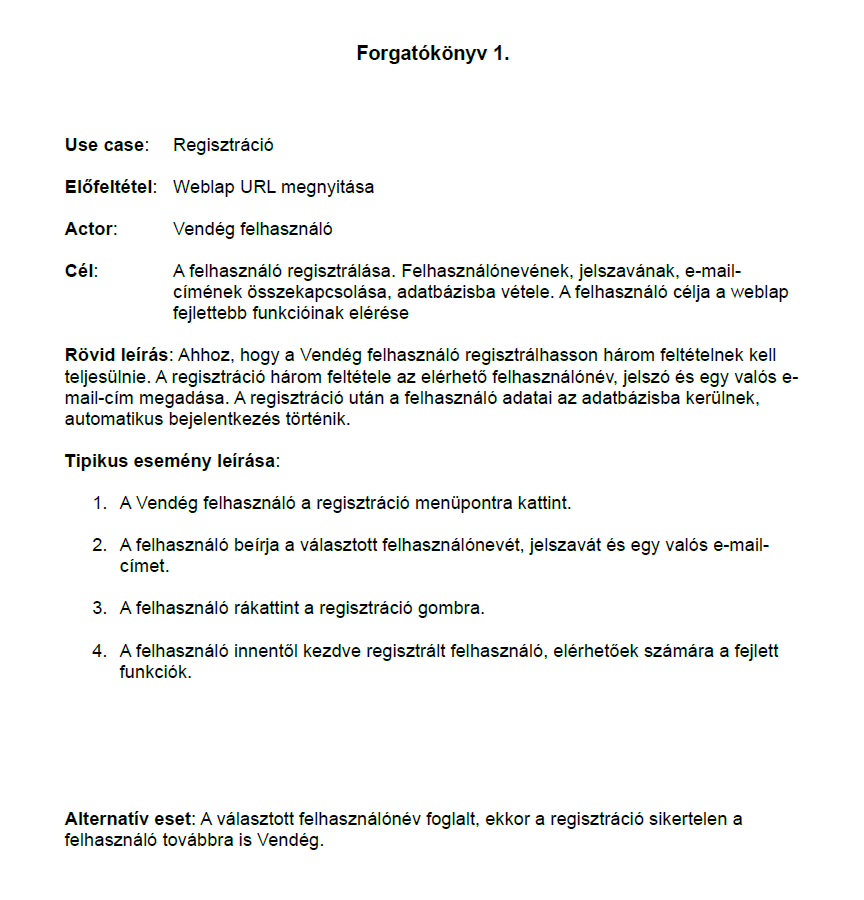 Forgatókönyv 1.
Use case: Regisztráció
Előfeltétel: Weblap URL megnyitása
Actor: Vendég felhasználó
Cél: A felhasználó regisztrálása. Felhasználónevének, jelszavának, e-mail-
címének összekapcsolása, adatbázisba vétele. A felhasználó célja a weblap
fejlettebb funkcióinak elérése
Rövid leírás: Ahhoz, hogy a Vendég felhasználó regisztrálhasson három feltételnek kell
teljesülnie. A regisztráció három feltétele az elérhető felhasználónév, jelszó és egy valós e-
mail-cím megadása. A regisztráció után a felhasználó adatai az adatbázisba kerülnek,
automatikus bejelentkezés történik.
Tipikus esemény leírása:
1. A Vendég felhasználó a regisztráció menüpontra kattint.
2. A felhasználó beírja a választott felhasználónevét, jelszavát és egy valós e-mail-
címet.
3. A felhasználó rákattint a regisztráció gombra.
4. A felhasználó innentől kezdve regisztrált felhasználó, elérhetőek számára a fejlett
funkciók.
Alternatív eset: A választott felhasználónév foglalt, ekkor a regisztráció sikertelen a
felhasználó továbbra is Vendég.